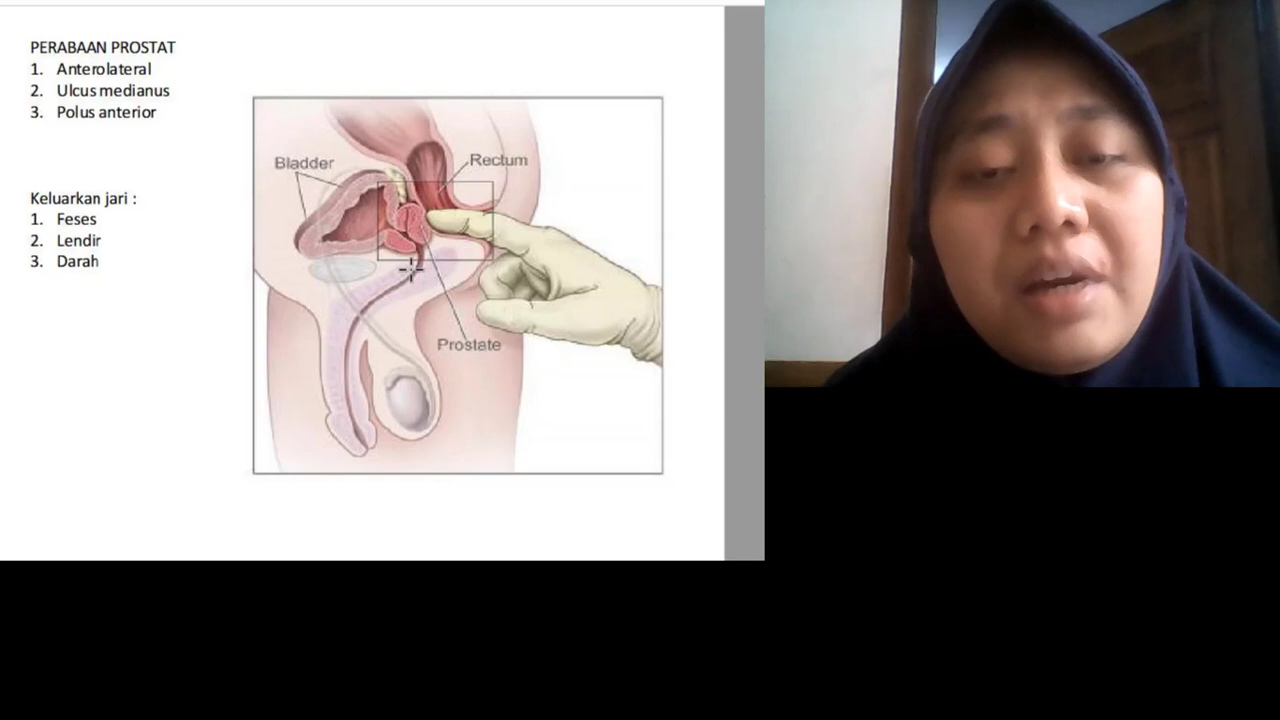 PERABAAN PROSTAT
1. Anterolateral
2. Ulcus medianus
3. Polus anterior
Keluarkan jari :
1. Feses
2. Lendir
3. Darah
Bladder
Rectum
Prostate